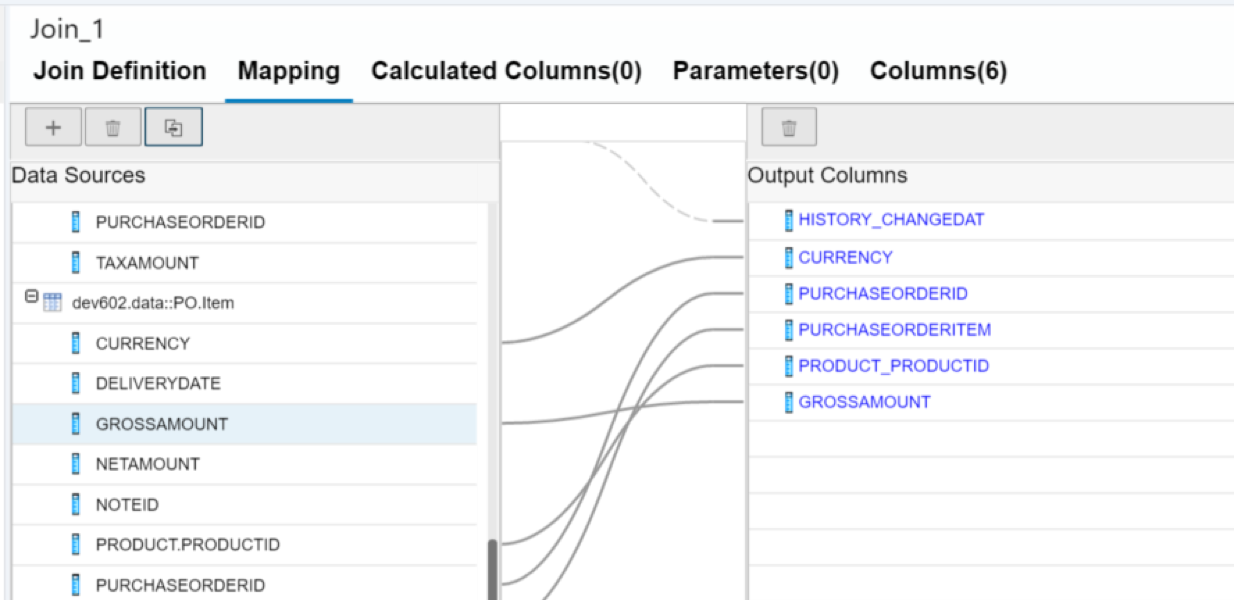 Join_1
Join Definition Mapping Calculated Columns(0) Parameters(0) Columns(6)
Data Sources
PURCHASEORDERID
TAXAMOUNT
dev602.data::PO.Item
CURRENCY
DELIVERYDATE
GROSSAMOUNT
NETAMOUNT
NOTEID
PRODUCT.PRODUCTID
PURCHASEORDERID
Output Columns
HISTORY_CHANGEDAT
CURRENCY
PURCHASEORDERID
PURCHASEORDERITEM
PRODUCT_PRODUCTID
GROSSAMOUNT